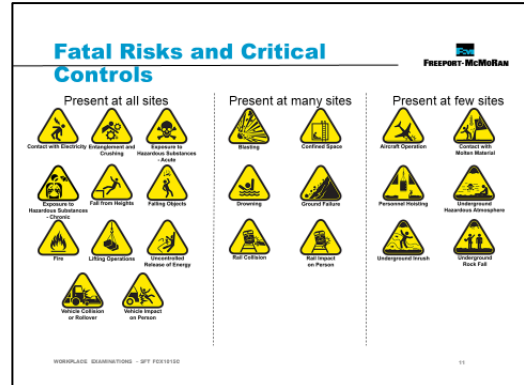 Fatal Risks and Critical
Controls
FCX
FREEPORT-McMoRAN
Present at all sites
Contact with Electricity
Entanglement and
Crushing
Exposure to
Hazardous Substances
- Acute
Exposure to
Hazardous Substances
- Chronic
Fall from Heights
Falling Objects
Fire
Lifting Operations
Uncontrolled
Release of Energy
Vehicle Collision
or Rollover
Vehicle Impact
on Person
Present at many sites
Blasting
Confined Space
Drowning
Ground Failure
Rail Collision
Rail Impact
on Person
Present at few sites
Aircraft Operation
Contact with
Molten Material
Personnel Hoisting
Underground
Hazardous Atmosphere
Underground Inrush
Underground
Rock Fall
WORKPLACE EXAMINATIONS - SFT FCX1015C
11